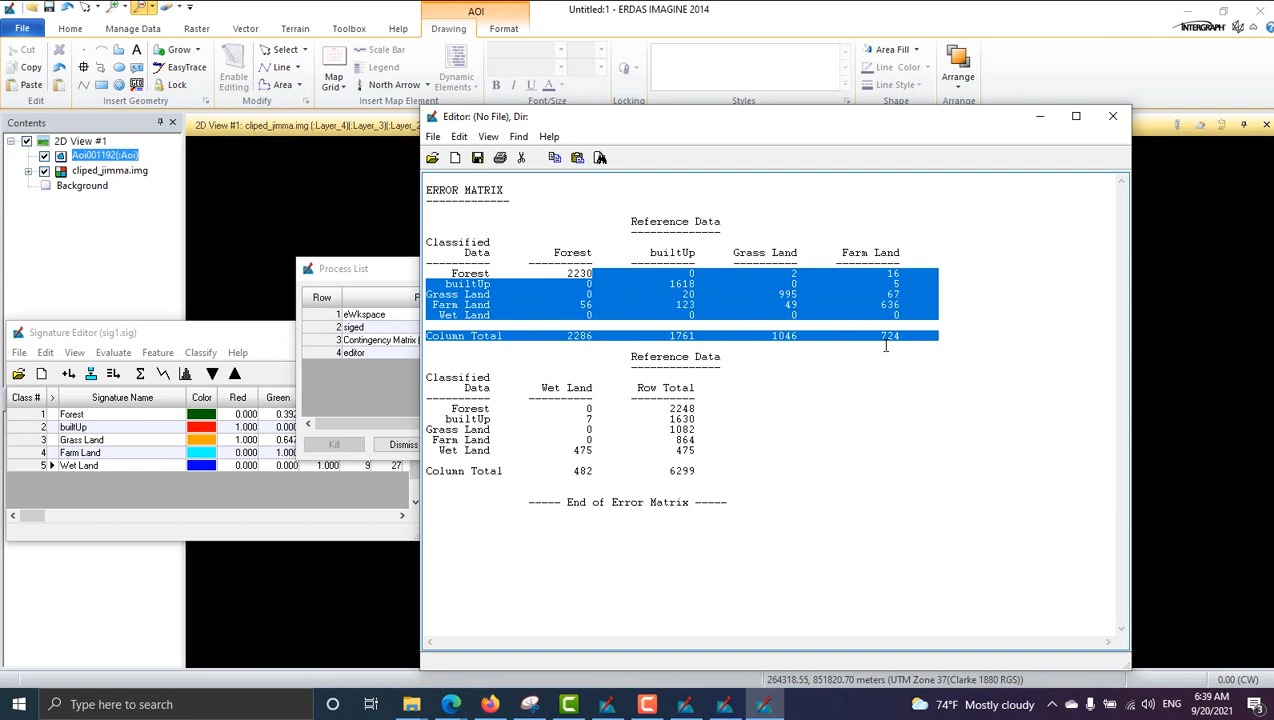 AOI
Untitled:1 - ERDAS IMAGINE 2014
File Home Manage Data Raster Vector Terrain Toolbox Help Drawing Format
INTERGRAPH
Cut
Copy
Paste
Edit
Grow
EasyTrace
Lock
Insert Geometry
Enable Editing
Select
Line
Area
Modify
Map Grid
Scale Bar
Legend
North Arrow
Insert Map Element
Dynamic Elements
B I U A
Font/Size
Locking
Styles
Area Fill
Line Color
Line Style
Shape
Arrange
Arrange
Contents
2D View #1
Aoi001192(:Aoi)
cliped_jimma.img
Background
2D View #1: cliped_jimma.img (:Layer_4)(:Layer_3)(:Layer_2
Editor: (No File), Dir:
File Edit View Find Help
ERROR MATRIX
-------------
Reference Data
--------------
Classified
Data Forest builtUp Grass Land Farm Land
---------- ---------- ---------- ---------- ----------
Forest 2230 0 2 16
builtUp 0 1618 0 5
Grass Land 0 20 995 67
Farm Land 56 123 49 636
Wet Land 0 0 0 0
Column Total 2286 1761 1046 724
Reference Data
--------------
Classified
Data Wet Land Row Total
---------- ---------- ----------
Forest 0 2248
builtUp 7 1630
Grass Land 0 1082
Farm Land 0 864
Wet Land 475 475
Column Total 482 6299
----- End of Error Matrix -----
Process List
Row
1 eWkspace
2 siged
3 Contingency Matrix
4 editor
Kill Dismiss
Signature Editor (sig1.sig)
File Edit View Evaluate Feature Classify Help
Class # > Signature Name Color Red Green
1 Forest 0.000 0.392
2 builtUp 1.000 0.000
3 Grass Land 1.000 0.647
4 Farm Land 0.000 1.000
5 Wet Land 0.000 0.000 1.000 9 27
264318.55, 851820.70 meters (UTM Zone 37(Clarke 1880 RGS))
0.00 (CW)
Type here to search
74°F Mostly cloudy
6:39 AM
9/20/2021
3